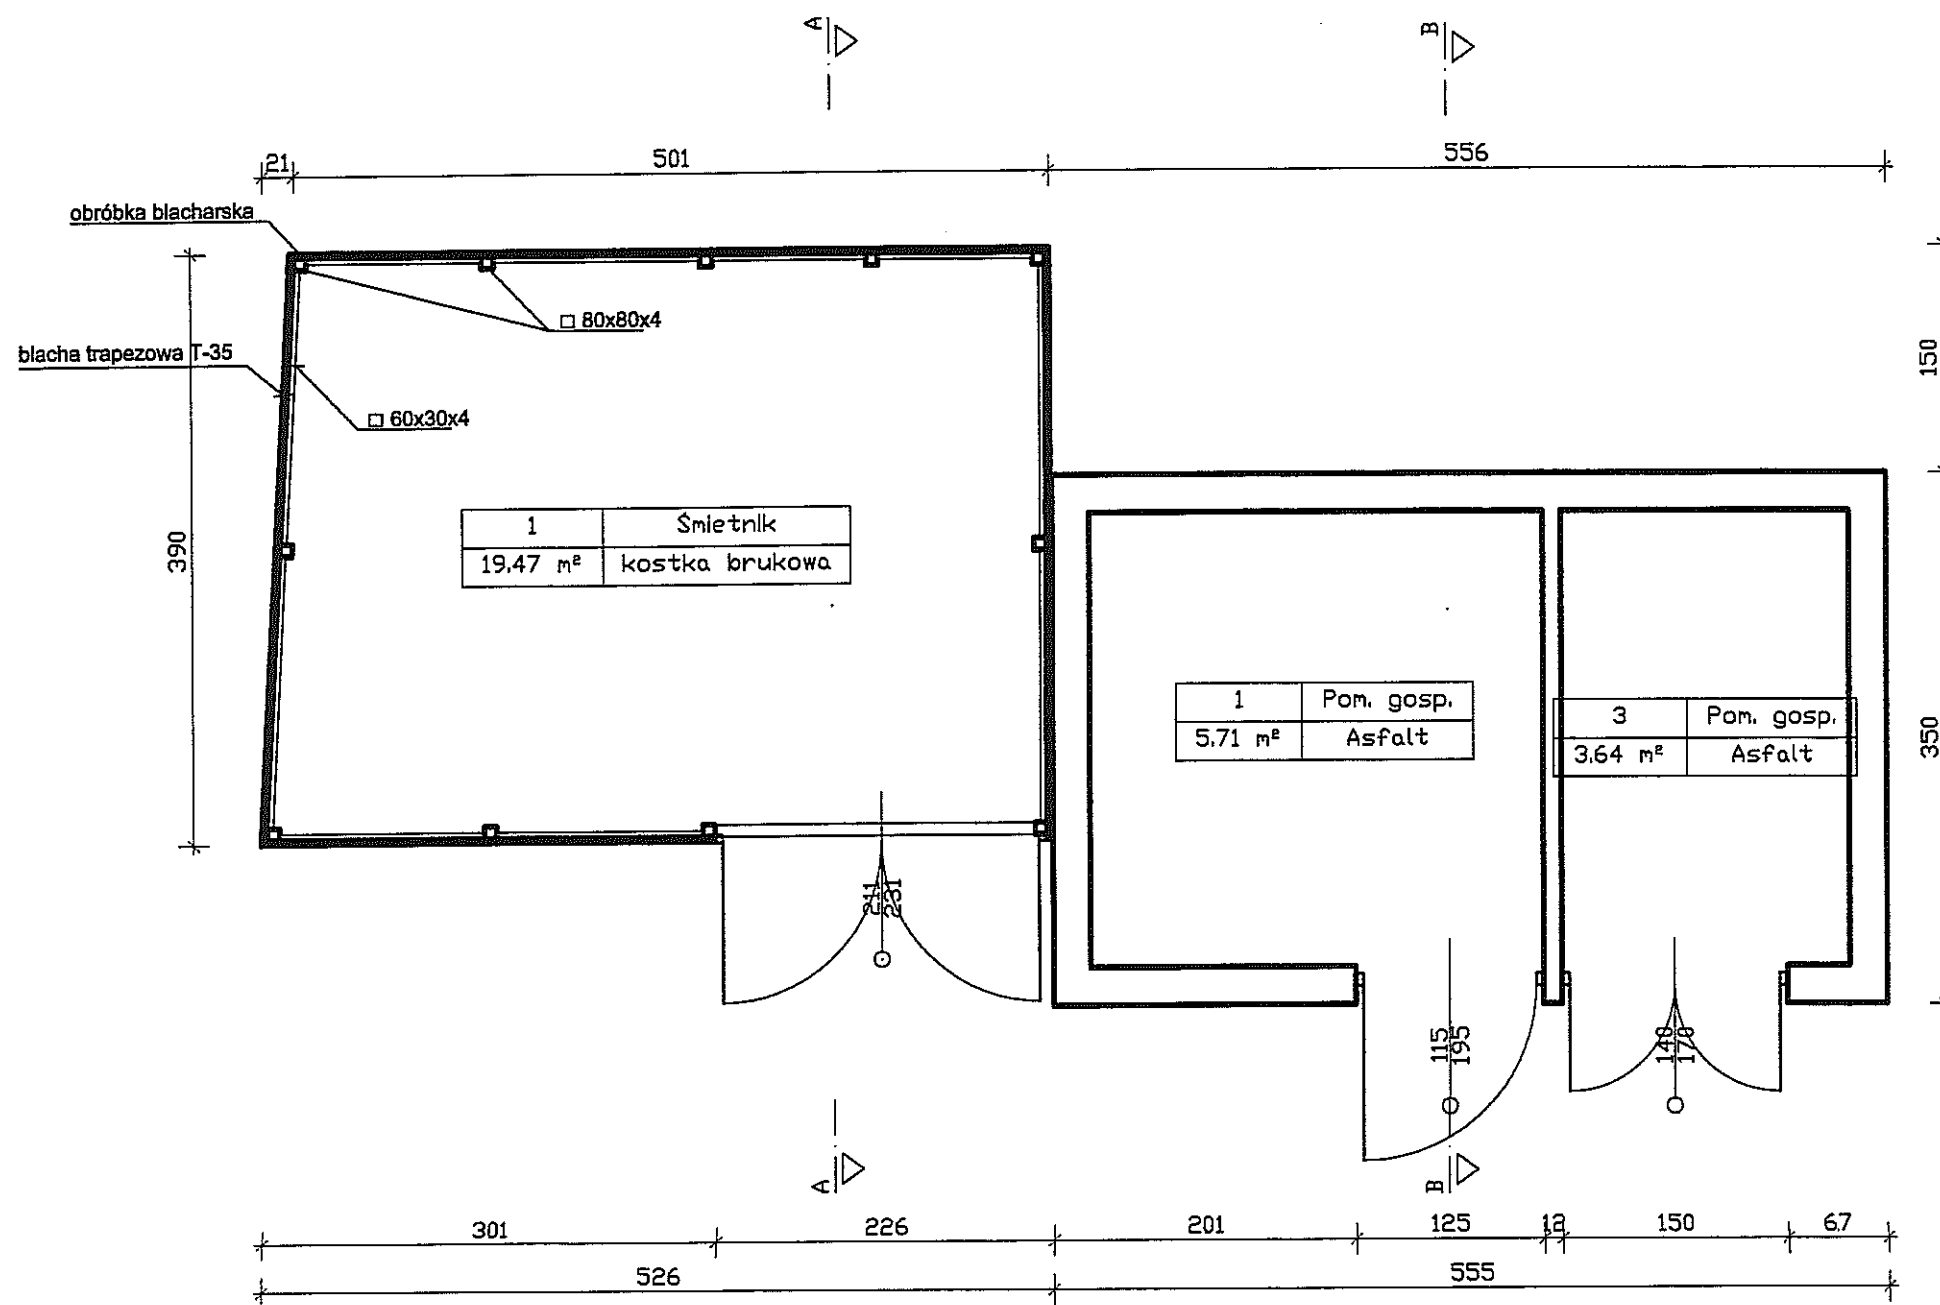 A
B
21
501
556
obróbka blacharska
80x80x4
blacha trapezowa T-35
60x30x4
150
390
1 Śmietnik
19.47 m² kostka brukowa
1 Pom. gosp.
5.71 m² Asfalt
3 Pom. gosp.
3.64 m² Asfalt
350
211
231
115
195
140
170
A
B
301
226
201
125
12
150
67
526
555